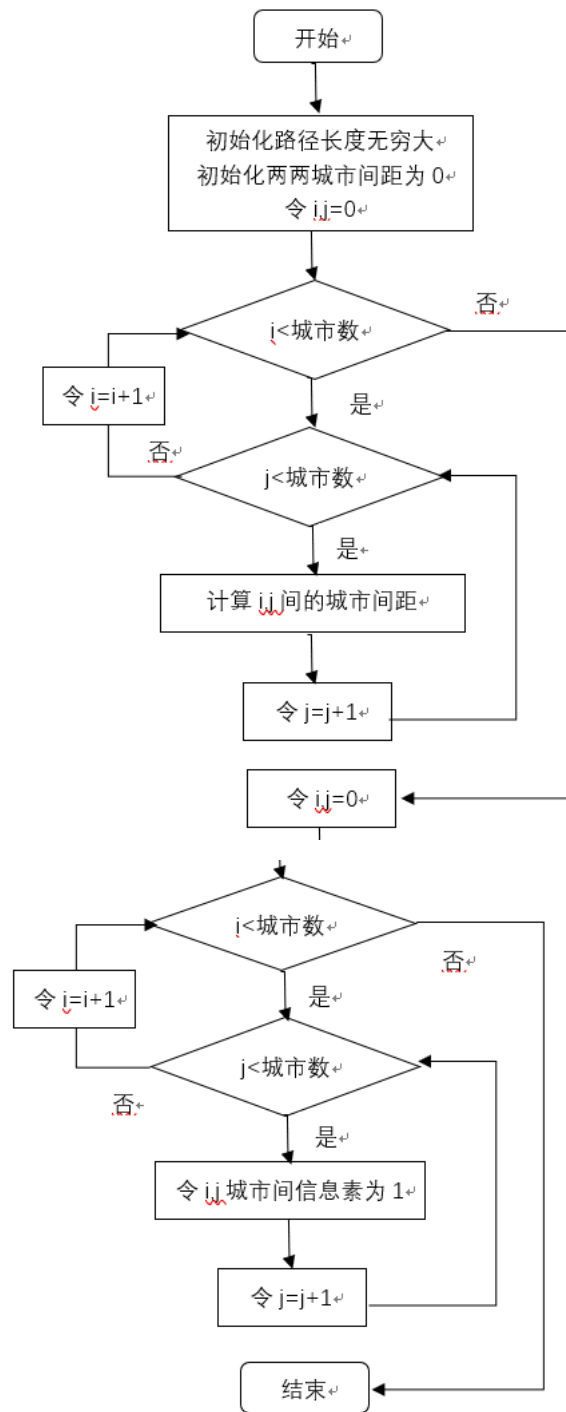 开始
初始化路径长度无穷大
初始化两两城市间距为 0
令 i,j=0
i<城市数
否
令 i=i+1
是
否
j<城市数
是
计算 i,j 间的城市间距
令 j=j+1
令 i,j=0
i<城市数
否
令 i=i+1
是
j<城市数
否
是
令 i,j 城市间信息素为 1
令 j=j+1
结束